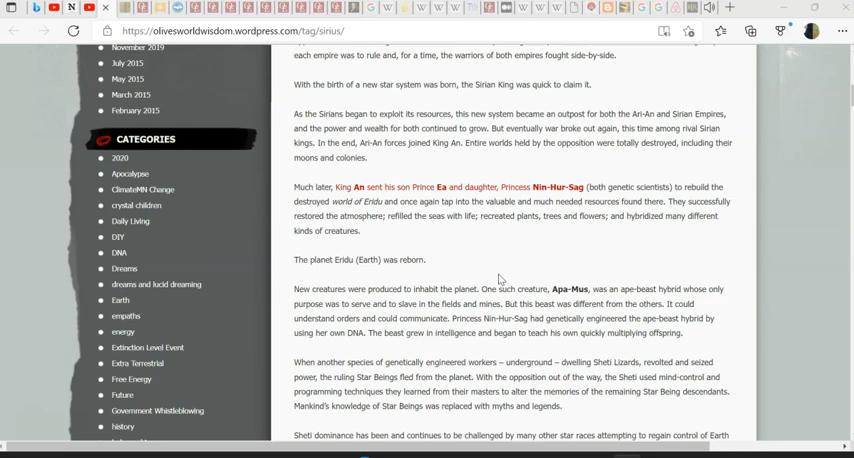 https://olivesworldwisdom.wordpress.com/tag/sirius/
November 2019
July 2015
May 2015
March 2015
February 2015
CATEGORIES
2020
Apocalypse
ClimateMN Change
crystal children
Daily Living
DIY
DNA
Dreams
dreams and lucid dreaming
Earth
empaths
energy
Extinction Level Event
Extra Terrestrial
Free Energy
Future
Government Whistleblowing
history
each empire was to rule and, for a time, the warriors of both empires fought side-by-side.
With the birth of a new star system was born, the Sirian King was quick to claim it.
As the Sirians began to exploit its resources, this new system became an outpost for both the Ari-An and Sirian Empires,
and the power and wealth for both continued to grow. But eventually war broke out again, this time among rival Sirian
kings. In the end, Ari-An forces joined King An. Entire worlds held by the opposition were totally destroyed, including their
moons and colonies.
Much later, King An sent his son Prince Ea and daughter, Princess Nin-Hur-Sag (both genetic scientists) to rebuild the
destroyed world of Eridu and once again tap into the valuable and much needed resources found there. They successfully
restored the atmosphere; refilled the seas with life; recreated plants, trees and flowers; and hybridized many different
kinds of creatures.
The planet Eridu (Earth) was reborn.
New creatures were produced to inhabit the planet. One such creature, Apa-Mus, was an ape-beast hybrid whose only
purpose was to serve and to slave in the fields and mines. But this beast was different from the others. It could
understand orders and could communicate. Princess Nin-Hur-Sag had genetically engineered the ape-beast hybrid by
using her own DNA. The beast grew in intelligence and began to teach his own quickly multiplying offspring.
When another species of genetically engineered workers – underground – dwelling Sheti Lizards, revolted and seized
power, the ruling Star Beings fled from the planet. With the opposition out of the way, the Sheti used mind-control and
programming techniques they learned from their masters to alter the memories of the remaining Star Being descendants.
Mankind's knowledge of Star Beings was replaced with myths and legends.
Sheti dominance has been and continues to be challenged by many other star races attempting to regain control of Earth